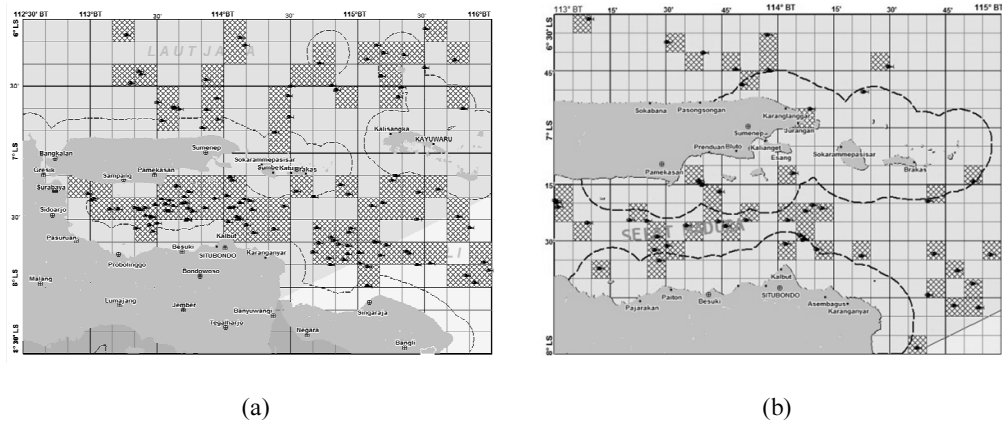 112°30' BT 113° 30' 114° BT 30' 115° BT 30' 116° BT
6° LS
LAUT JAWA
30'
Kalisangka
KAYUWARU
Bangkalan
Sumenep
7° LS
Sokarammepasisar
Gresik
Sampang
Pamekasan
Brakas
Surabaya
Sidoarjo
30'
Pasuruan
Kalbut
Besuki
SITUBONDO
Karanganyar
Probolinggo
Bondowoso
Malang
8° LS
Lumajang
Jember
Banyuwangi
Singaraja
Tegalharjo
Negara
Bangli
8° 30' LS
(a)
113° BT 15' 30' 45' 114° BT 15' 30' 45' 115° BT
6° 30' LS
45'
Sokabana
Pasongsongan
Karanglanggar
Sumenep
Jurangan
7° LS
Prenduan
Bluto
Kalianget
Esang
Sokarammepasisar
Brakas
Pamekasan
15'
SELAT MADURA
30'
Kalbut
Paiton
SITUBONDO
Pajarakan
Besuki
Asembagus
Karanganyar
8° LS
(b)